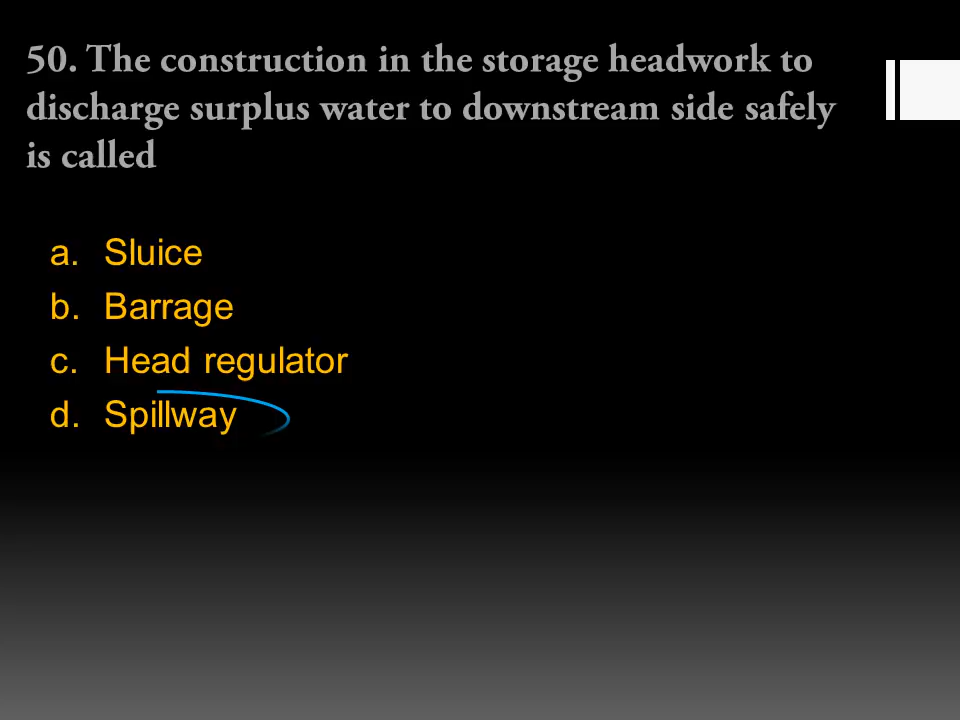 50. The construction in the storage headwork to
discharge surplus water to downstream side safely
is called
a. Sluice
b. Barrage
c. Head regulator
d. Spillway